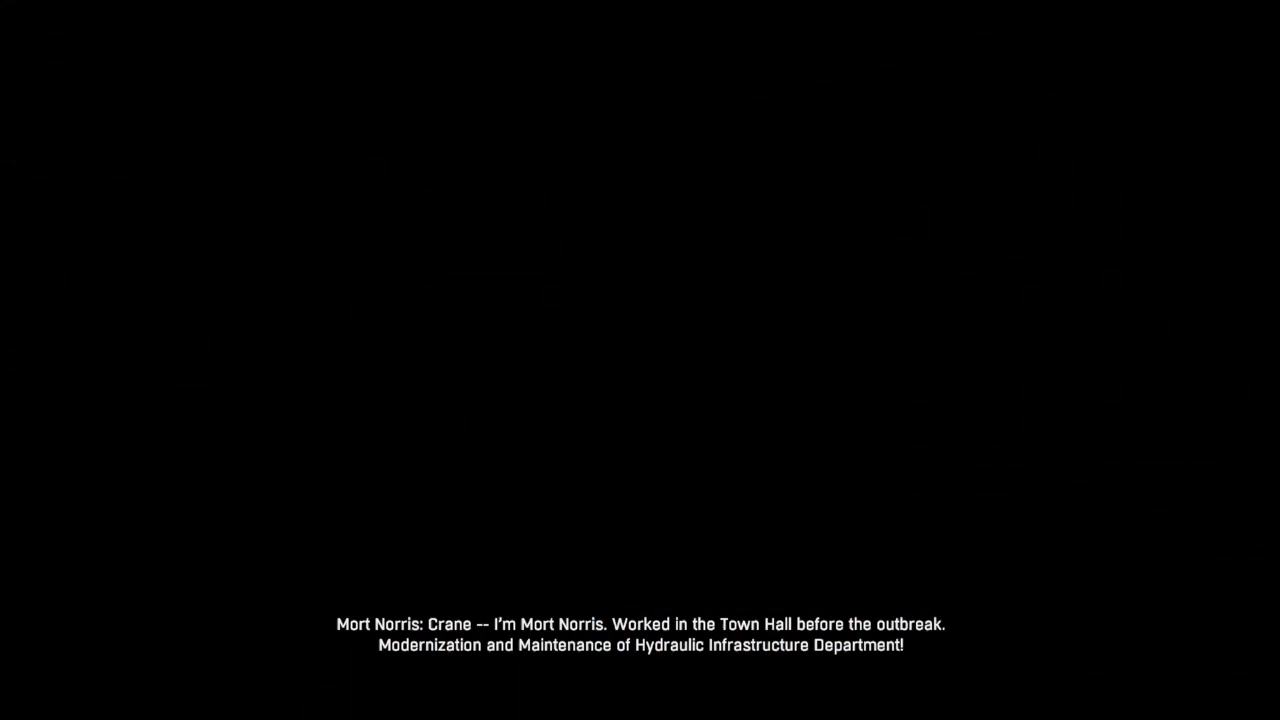 Mort Norris: Crane -- I'm Mort Norris. Worked in the Town Hall before the outbreak.
Modernization and Maintenance of Hydraulic Infrastructure Department!